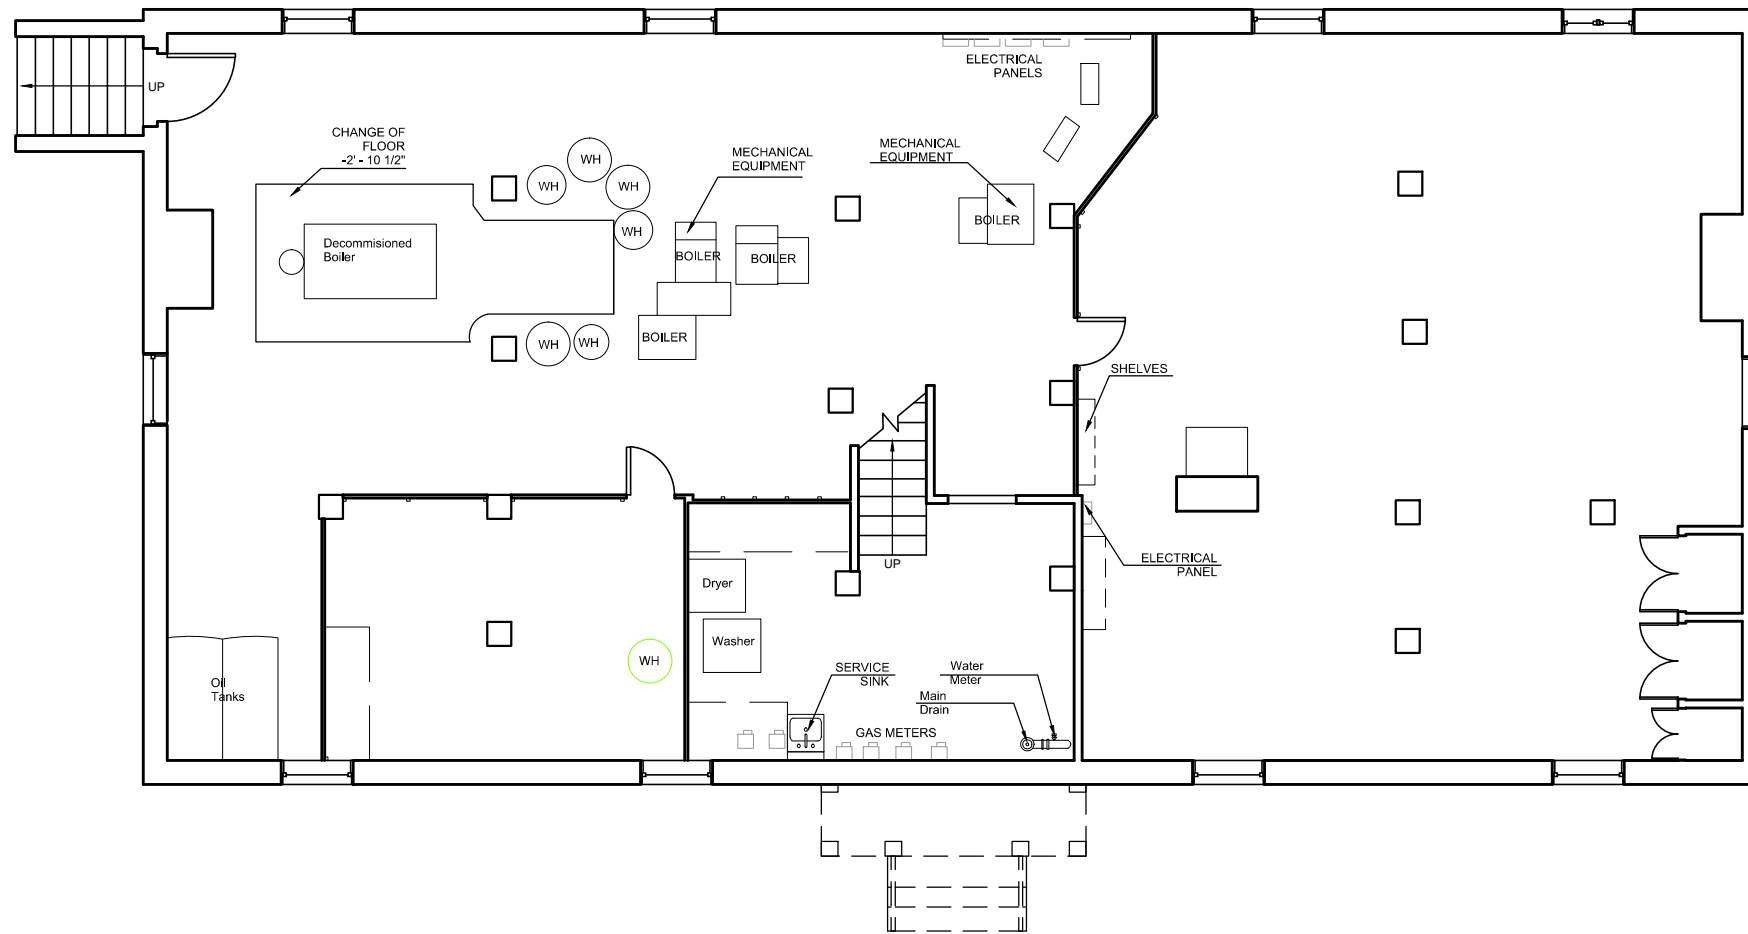 ELECTRICAL
PANELS
UP
CHANGE OF
FLOOR
-2' - 10 1/2"
MECHANICAL
EQUIPMENT
MECHANICAL
EQUIPMENT
WH
WH
WH
WH
BOILER
Decommisioned
Boiler
BOILER
BOILER
BOILER
WH
WH
SHELVES
ELECTRICAL
PANEL
UP
Dryer
Washer
WH
SERVICE
SINK
Water
Meter
Main
Drain
Oil
Tanks
GAS METERS